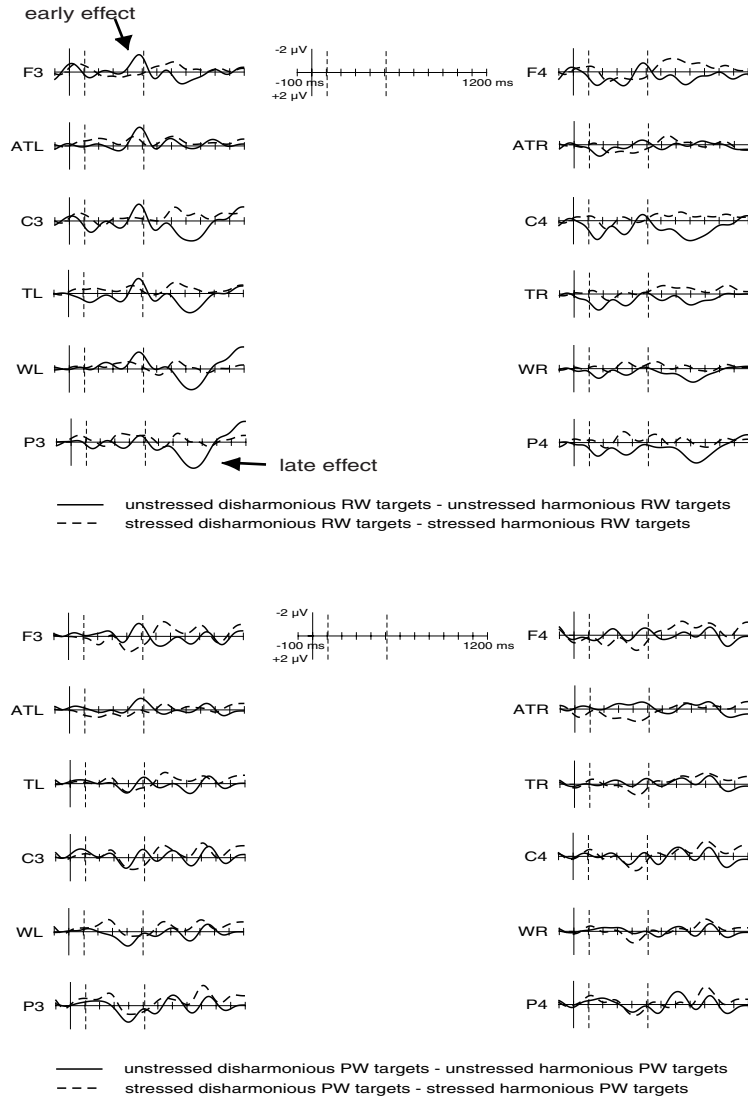 early effect
F3
-2 µV
-100 ms
1200 ms
+2 µV
F4
ATL
ATR
C3
C4
TL
TR
WL
WR
P3
late effect
P4
unstressed disharmonious RW targets - unstressed harmonious RW targets
stressed disharmonious RW targets - stressed harmonious RW targets
F3
-2 µV
-100 ms
1200 ms
+2 µV
F4
ATL
ATR
TL
TR
C3
C4
WL
WR
P3
P4
unstressed disharmonious PW targets - unstressed harmonious PW targets
stressed disharmonious PW targets - stressed harmonious PW targets